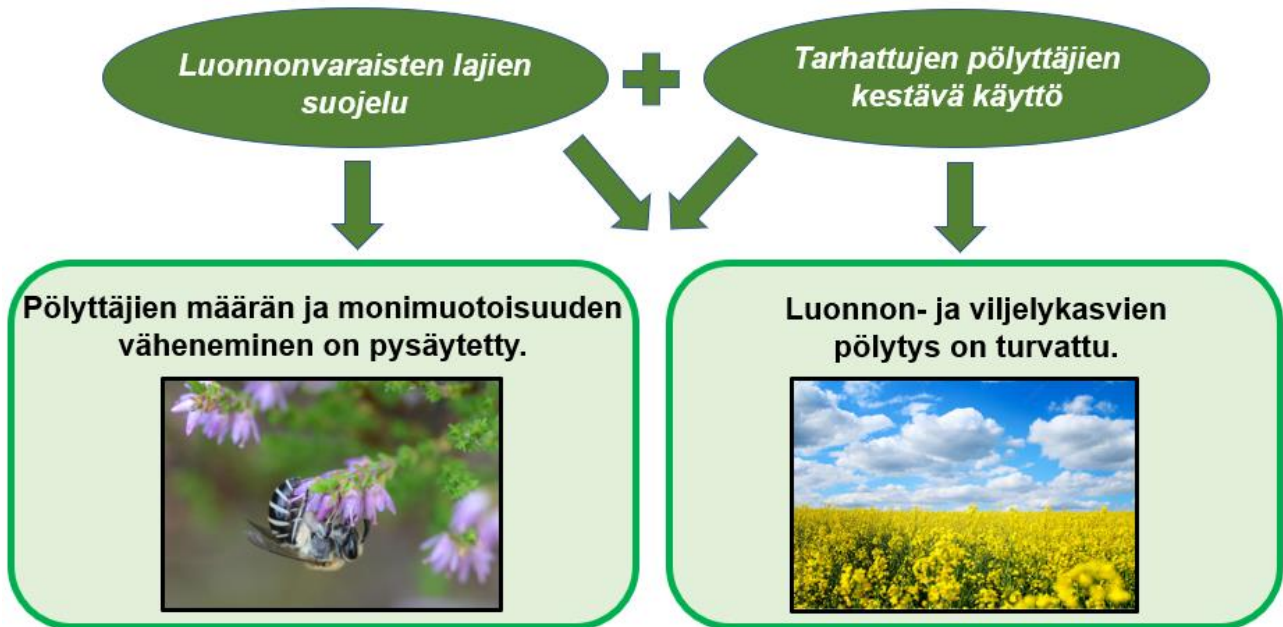 Luonnonvaraisten lajien
suojelu
Tarhattujen pölyttäjien
kestävä käyttö
Pölyttäjien määrän ja monimuotoisuuden
väheneminen on pysäytetty.
Luonnon- ja viljelykasvien
pölytys on turvattu.